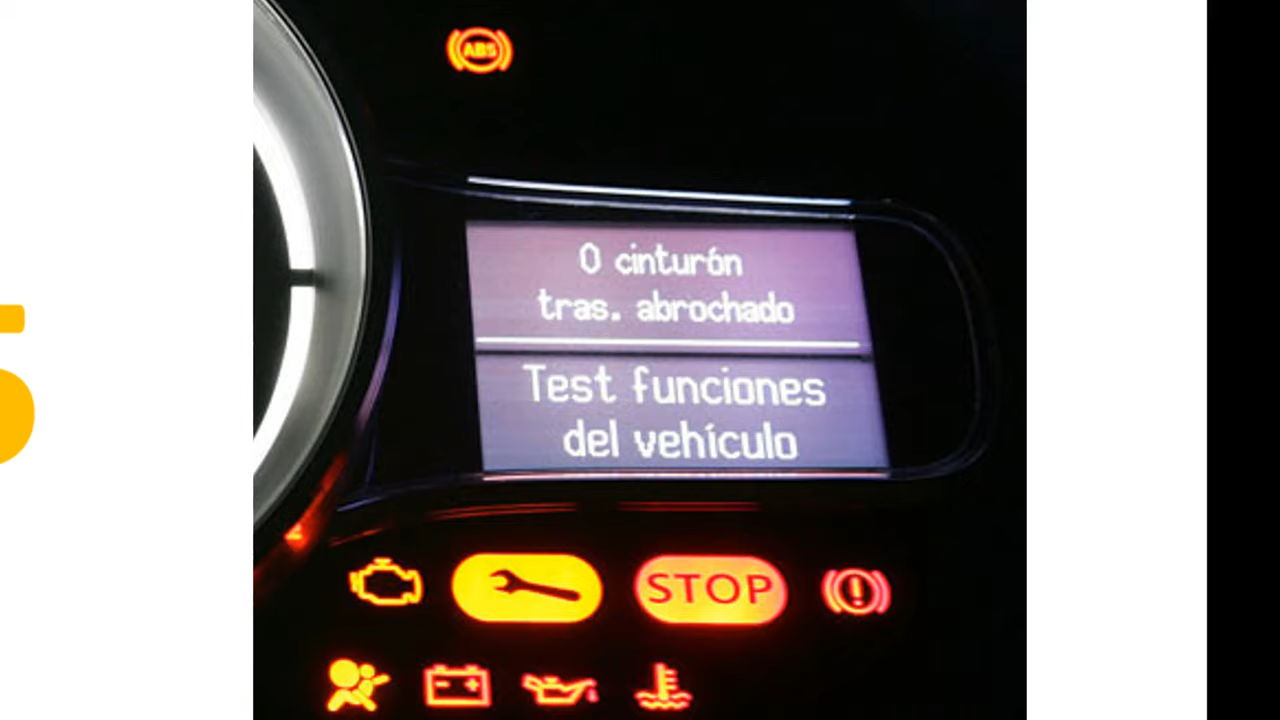 ABS
0 cinturón
tras. abrochado
Test funciones
del vehículo
STOP